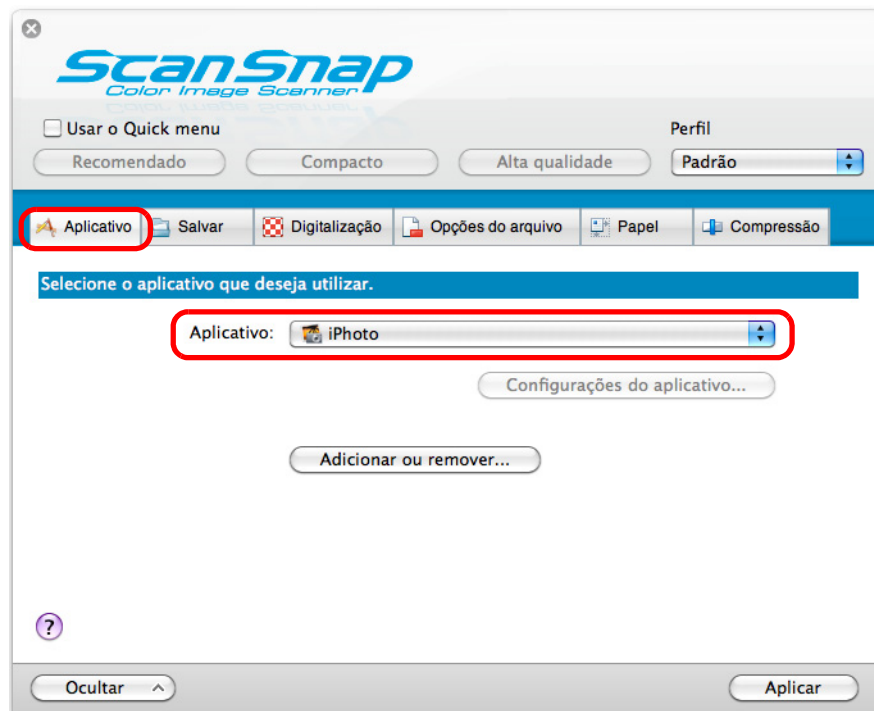 ScanSnap
Color Image Scanner
Usar o Quick menu
Perfil
Recomendado Compacto Alta qualidade Padrão
Aplicativo Salvar Digitalização Opções do arquivo Papel Compressão
Selecione o aplicativo que deseja utilizar.
Aplicativo: iPhoto
Configurações do aplicativo...
Adicionar ou remover...
?
Ocultar Aplicar